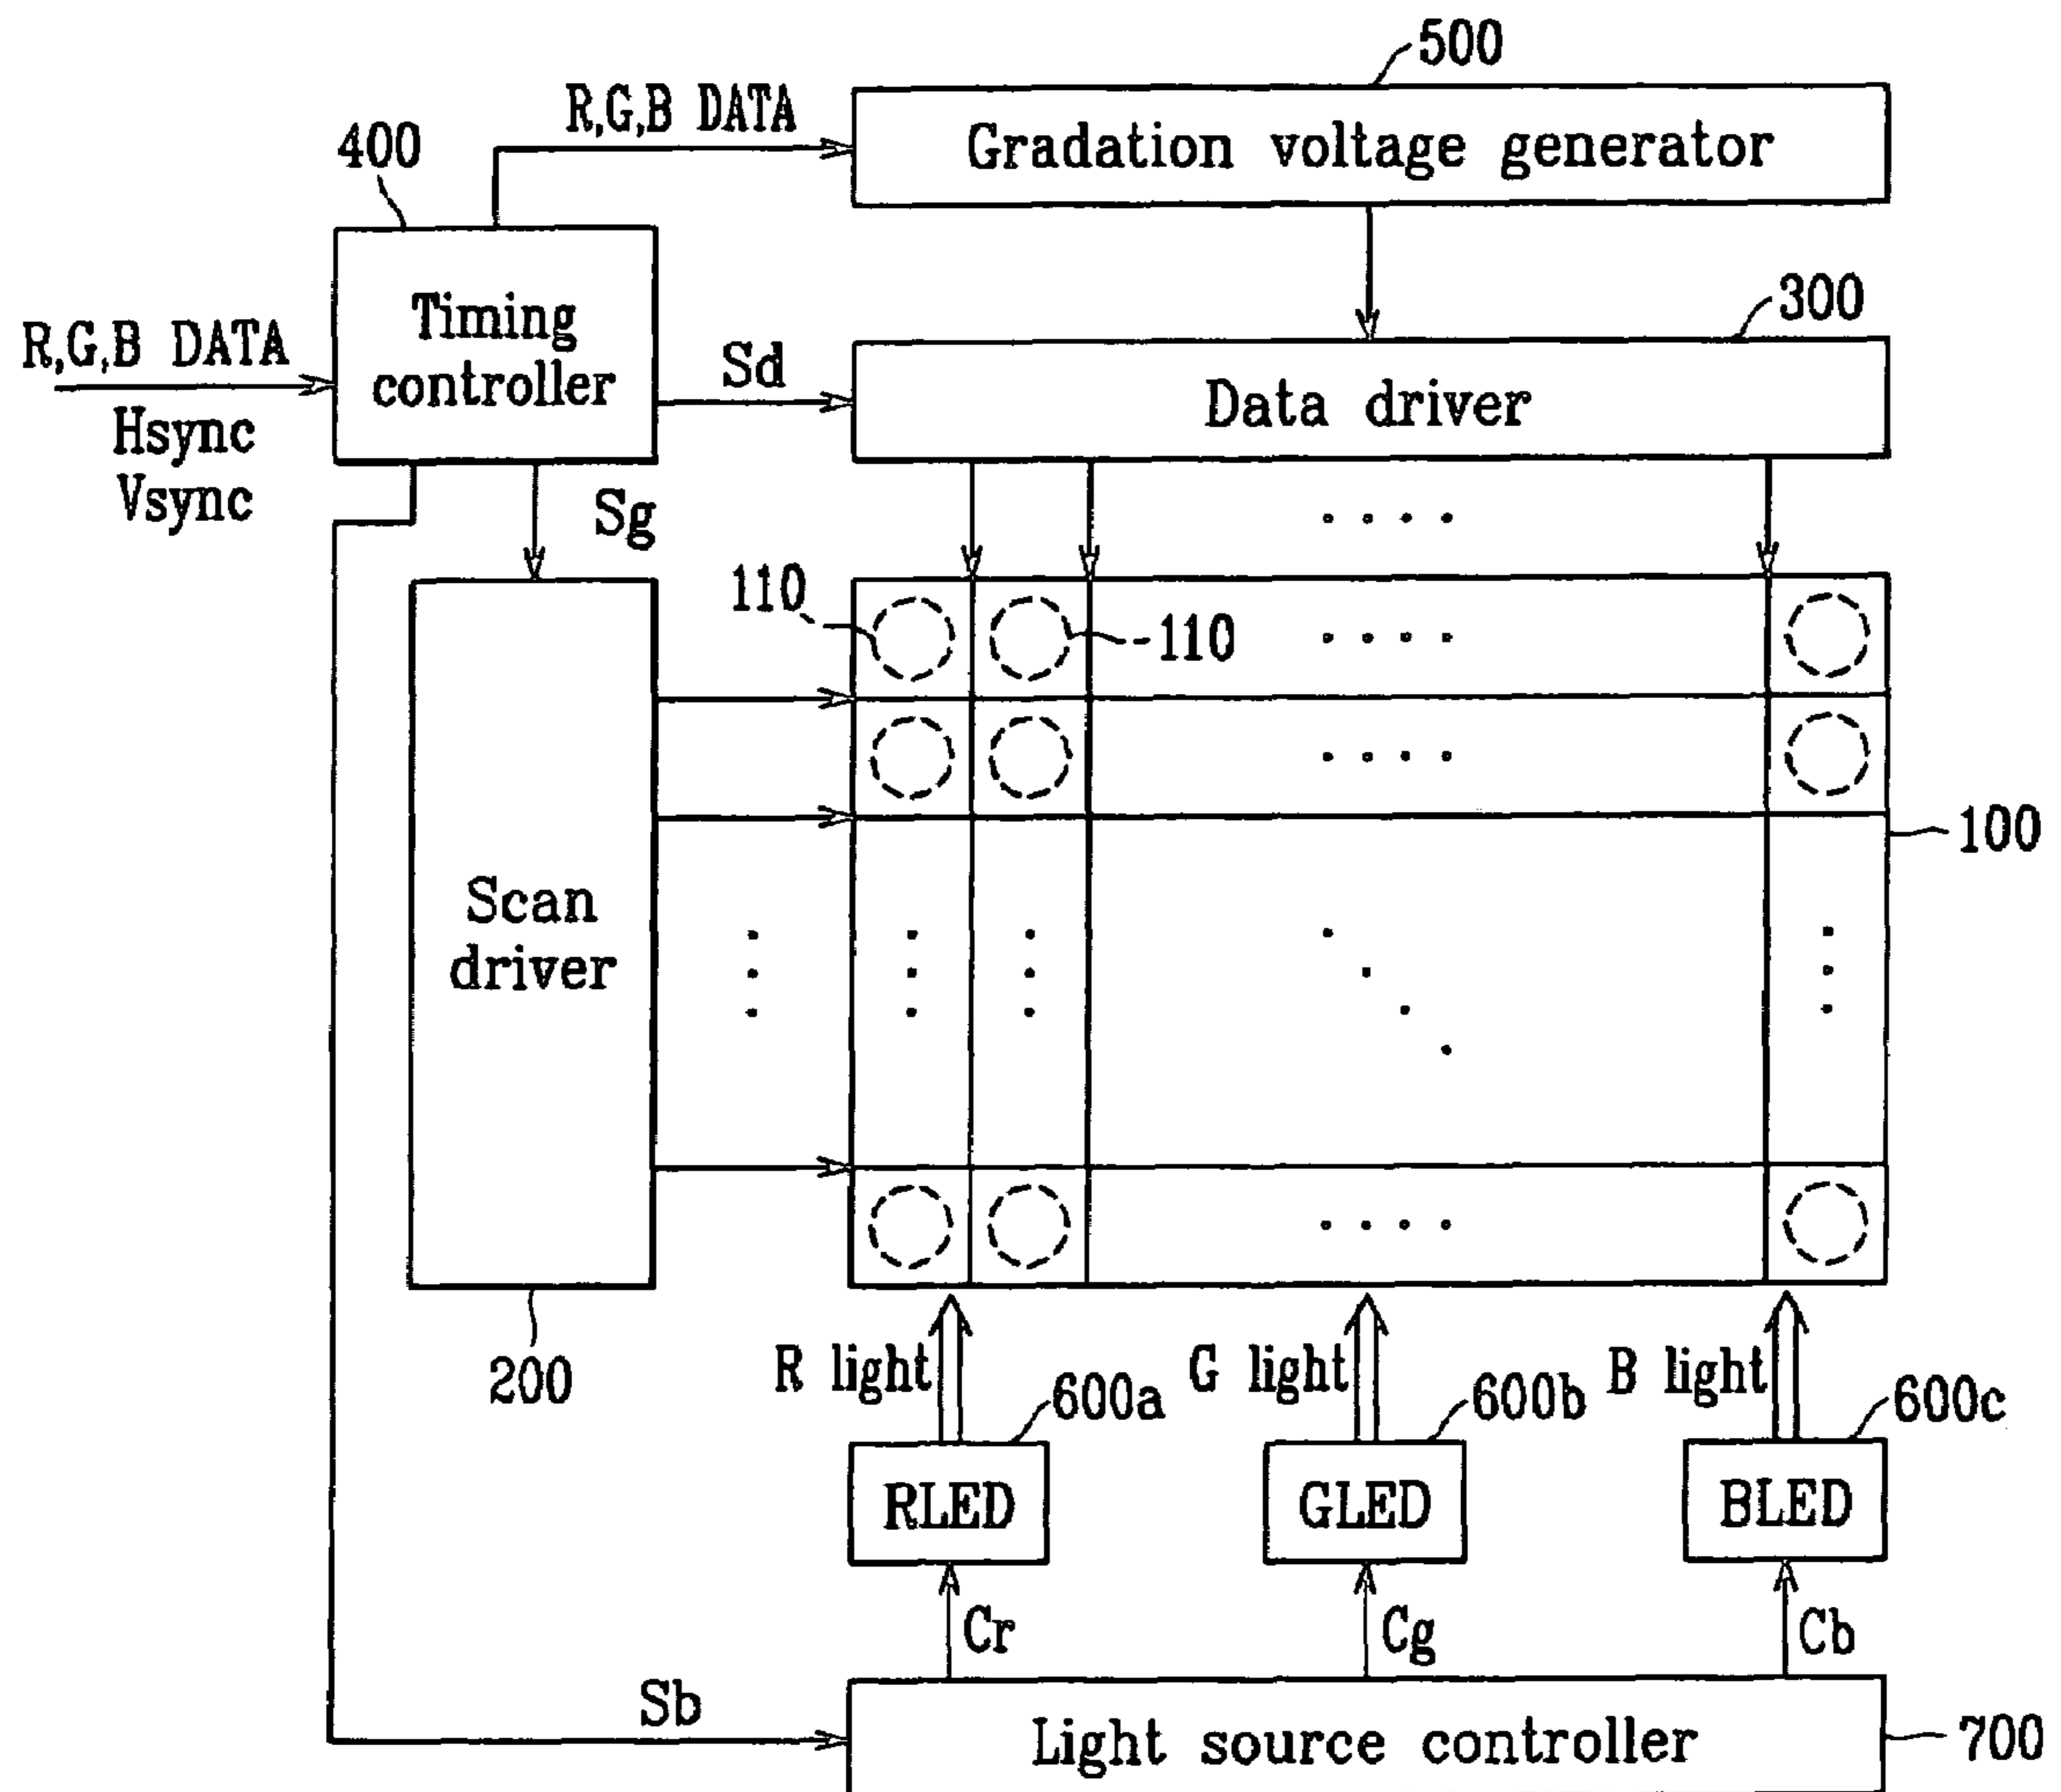 500
R,G,B DATA
Gradation voltage generator
400
Timing
controller
300
R,G,B DATA
Hsync
Vsync
Sd
Data driver
Sg
110
110
100
Scan
driver
200
R light
G light
B light
600a
600b
600c
RLED
GLED
BLED
Cr
Cg
Cb
Sb
Light source controller
700